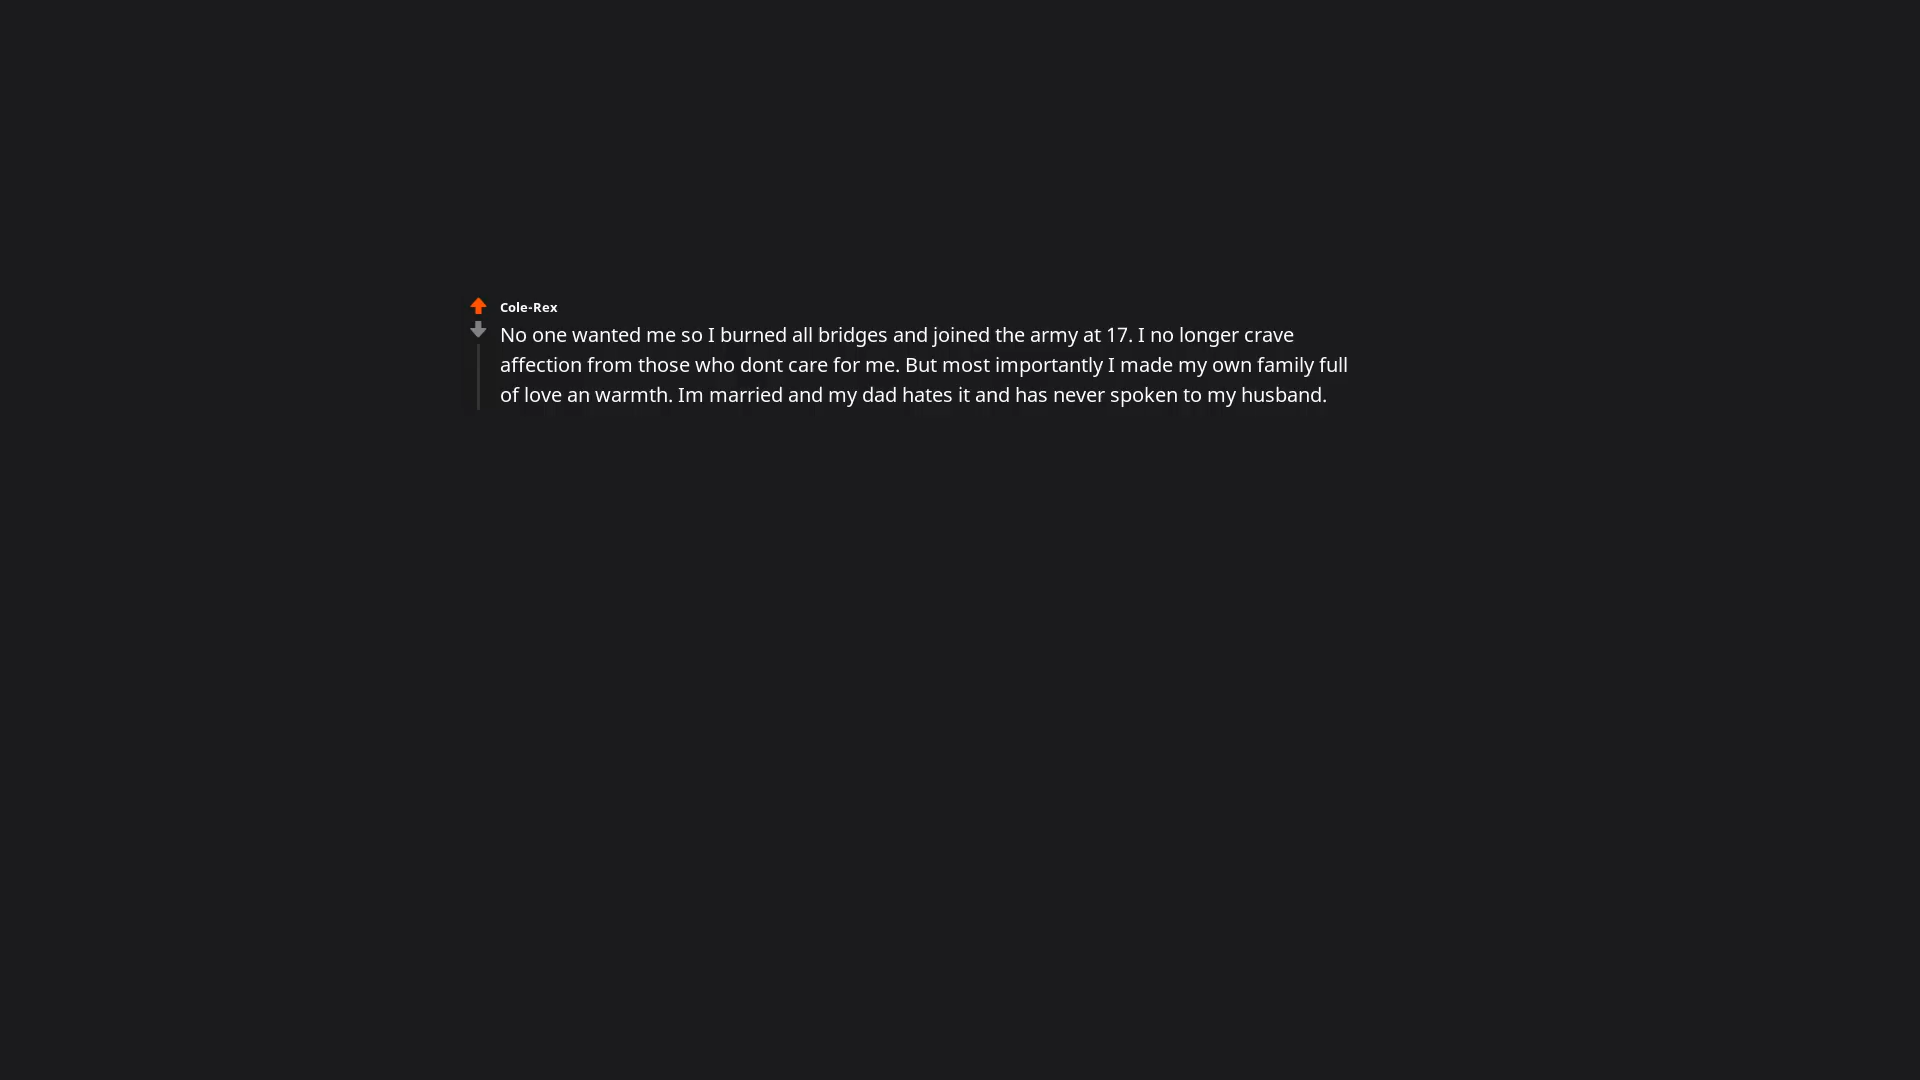 Cole-Rex
No one wanted me so I burned all bridges and joined the army at 17. I no longer crave
affection from those who dont care for me. But most importantly I made my own family full
of love an warmth. Im married and my dad hates it and has never spoken to my husband.